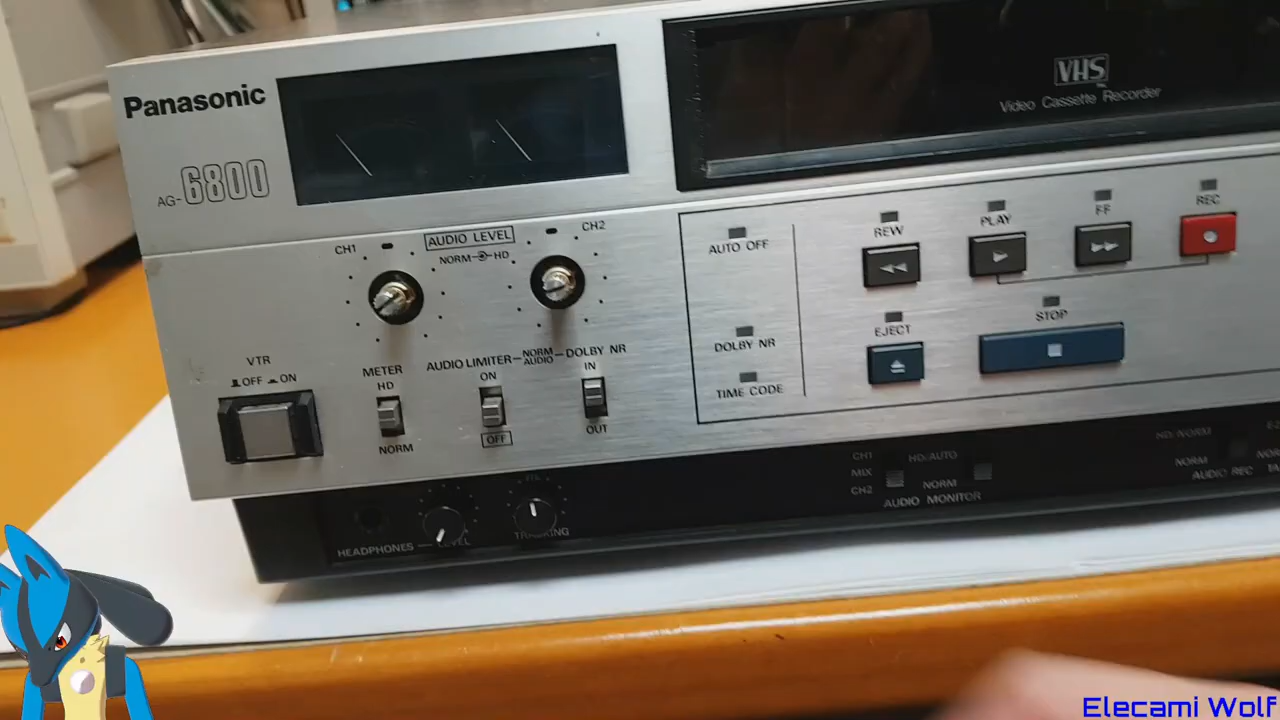 Panasonic
AG-6800
VHS
Video Cassette Recorder
CH1
AUDIO LEVEL
CH2
NORM HD
VTR
OFF ON
METER
HD
NORM
AUDIO LIMITER
ON
OFF
NORM
AUDIO
DOLBY NR
IN
OUT
AUTO OFF
DOLBY NR
TIME CODE
REW
PLAY
FF
REC
EJECT
STOP
HEADPHONES
LEVEL
TRACKING
CH1
MIX
CH2
HD/AUTO
NORM
AUDIO MONITOR
HD/NORM
NORM
AUDIO REC
Elecami Wolf